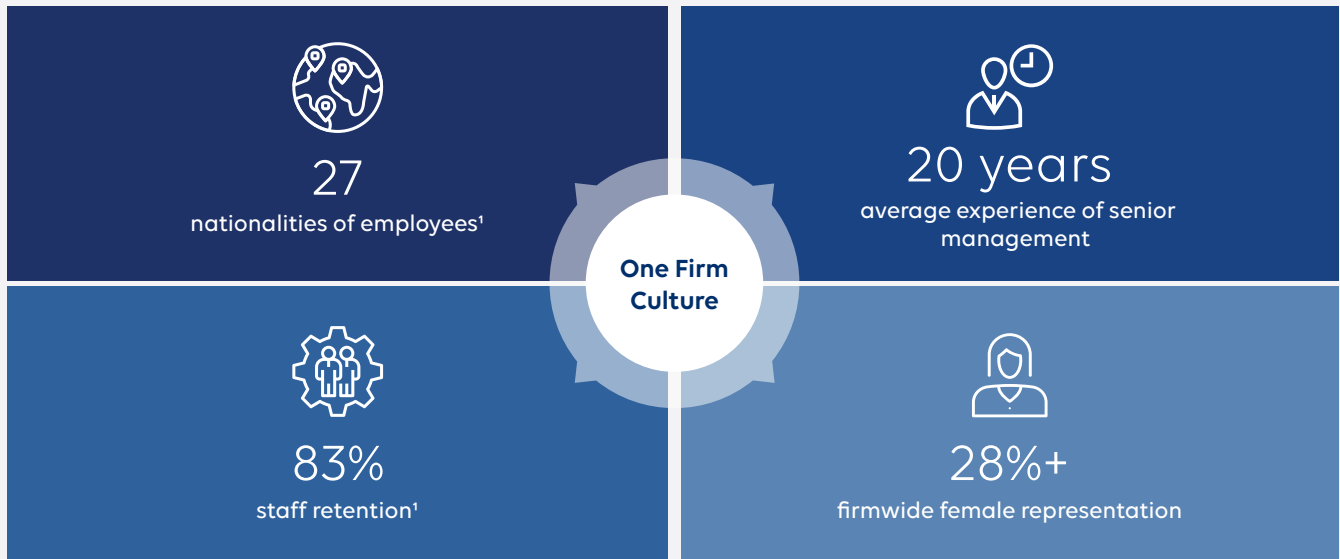 27
nationalities of employees¹
20 years
average experience of senior
management
One Firm
Culture
83%
staff retention¹
28%+
firmwide female representation